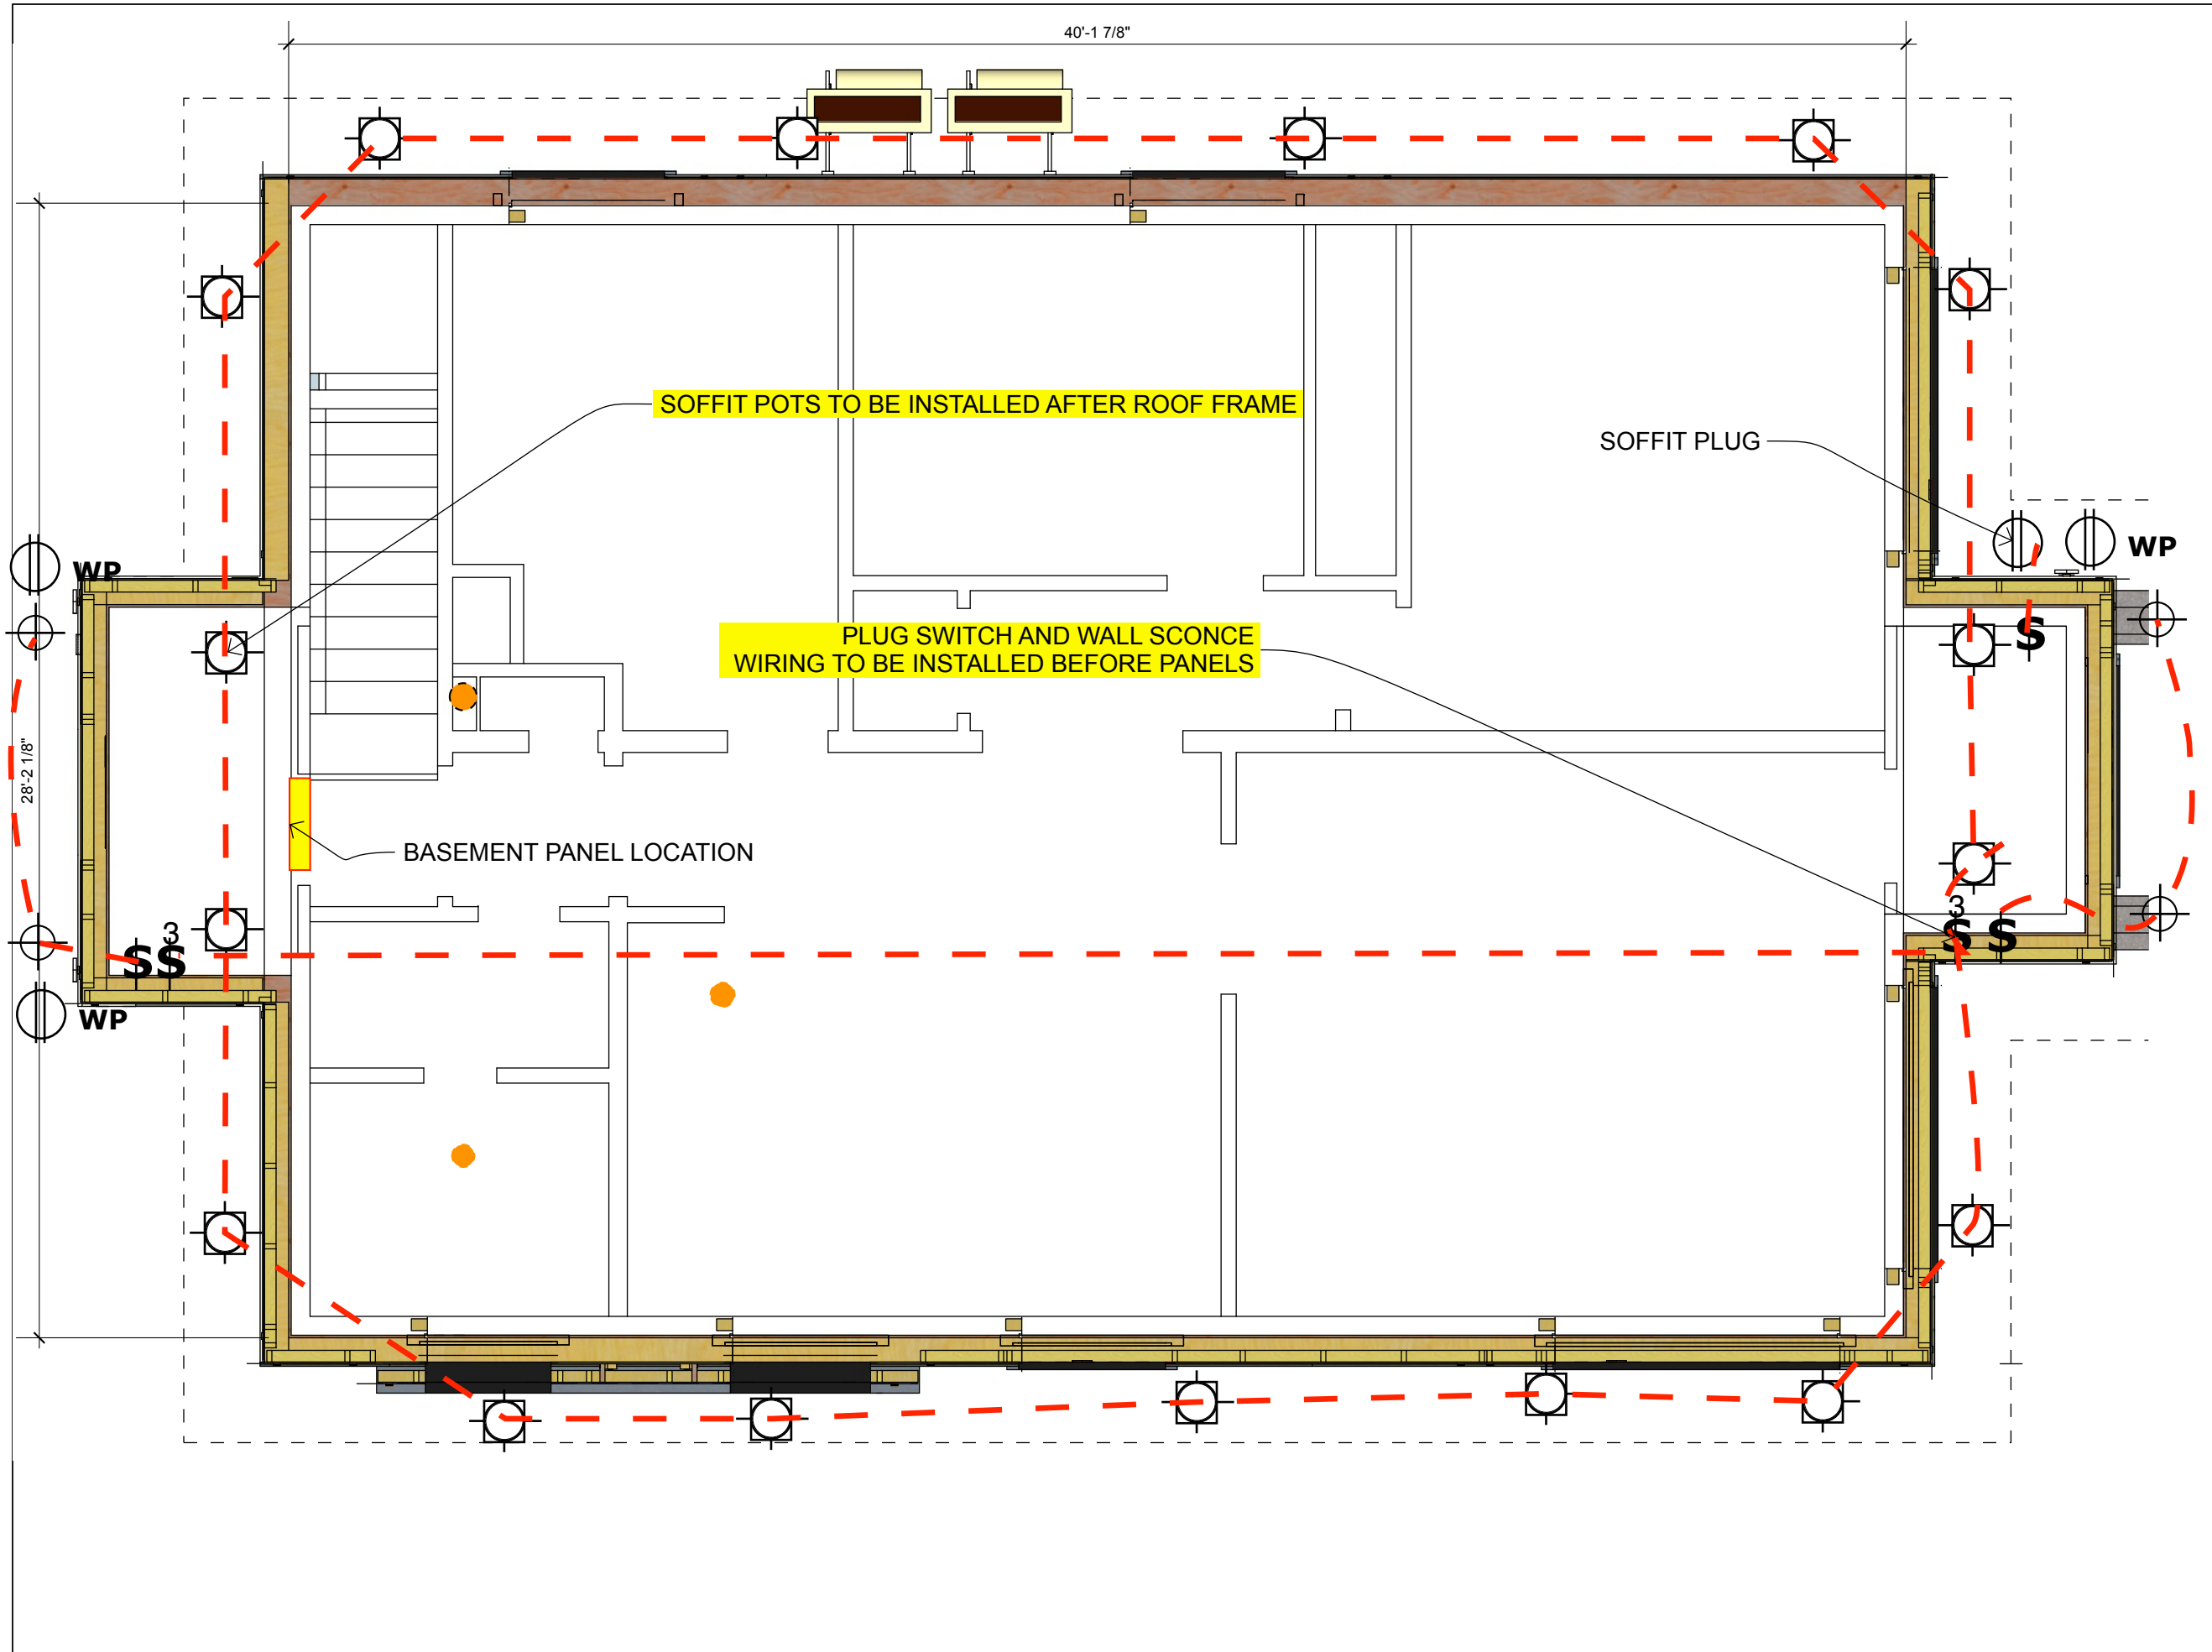 40'-1 7/8"
SOFFIT POTS TO BE INSTALLED AFTER ROOF FRAME
SOFFIT PLUG
WP
WP
PLUG SWITCH AND WALL SCONCE
WIRING TO BE INSTALLED BEFORE PANELS
S
28'-2 1/8"
BASEMENT PANEL LOCATION
3
SS
3
S S
WP